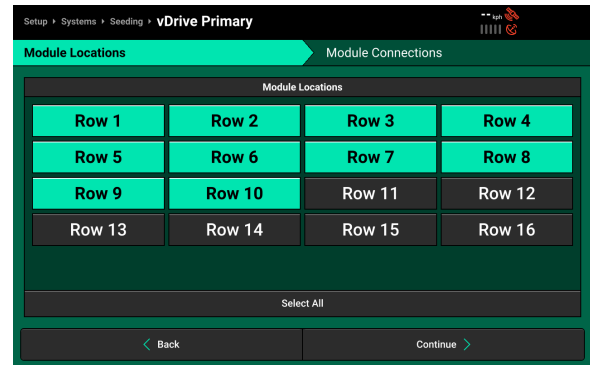 Setup ▸ Systems ▸ Seeding ▸ vDrive Primary
-- kph
Module Locations
Module Connections
Module Locations
Row 1 Row 2 Row 3 Row 4
Row 5 Row 6 Row 7 Row 8
Row 9 Row 10 Row 11 Row 12
Row 13 Row 14 Row 15 Row 16
Select All
Back
Continue